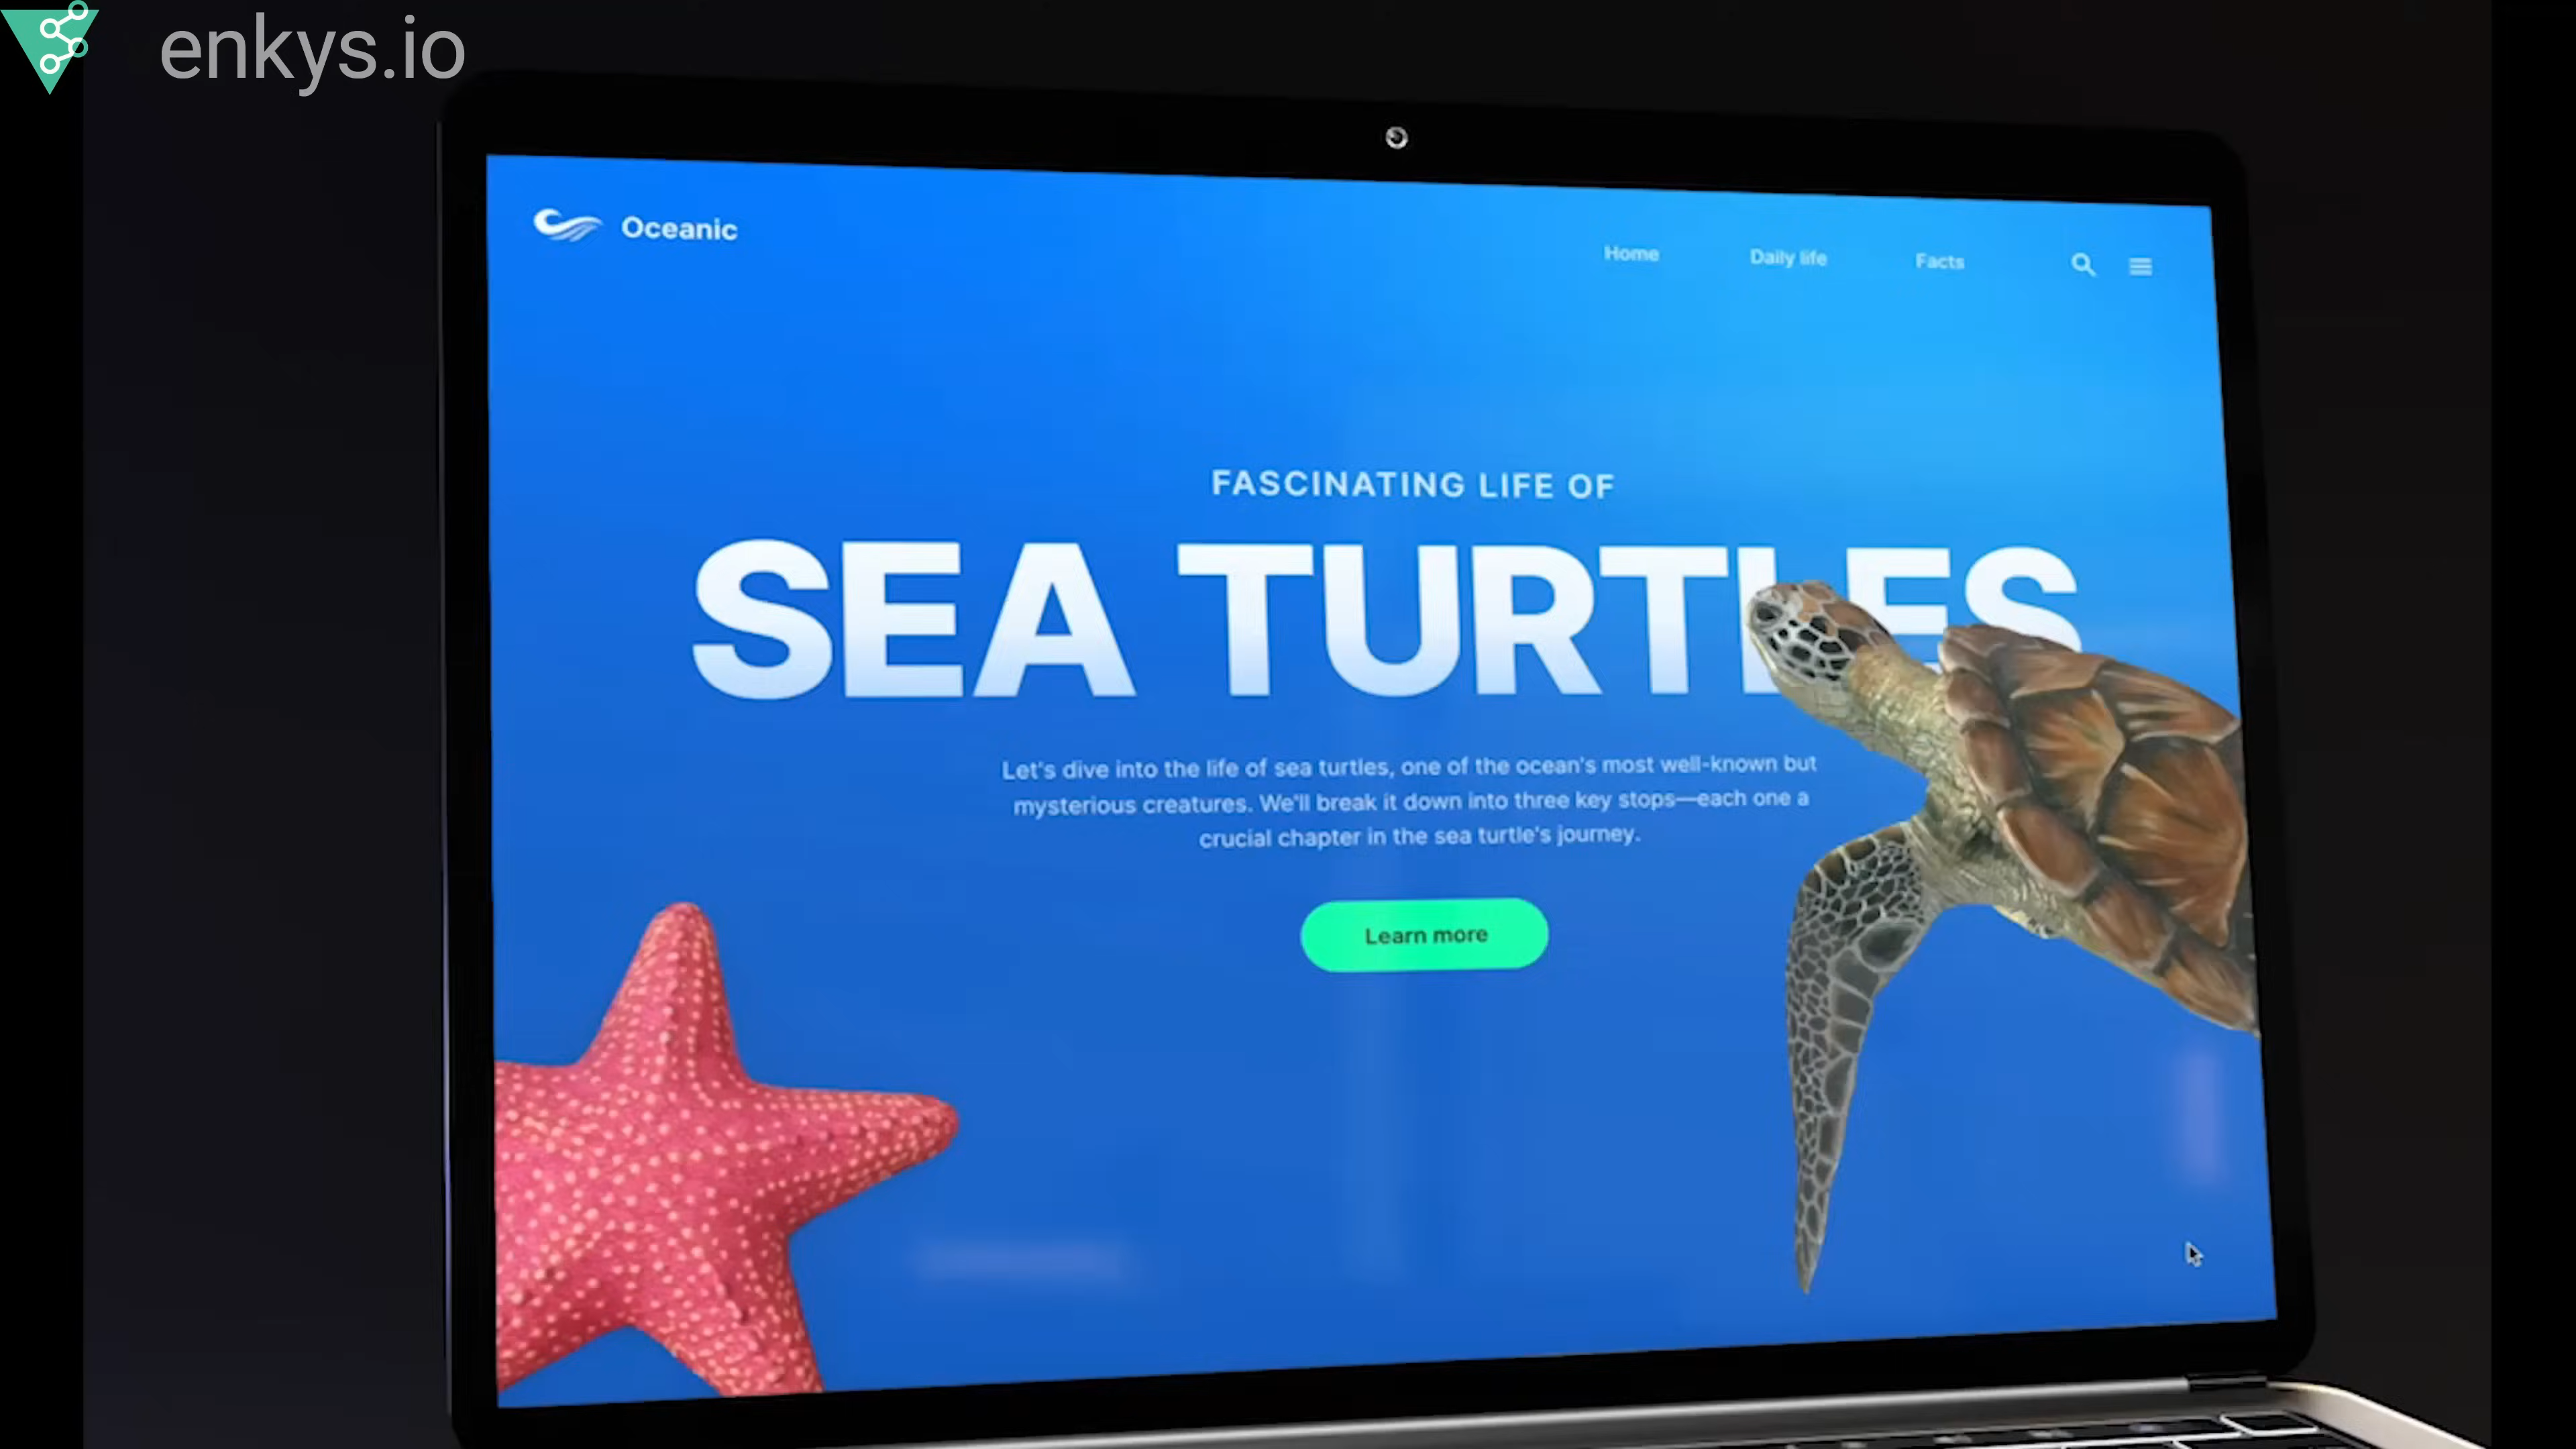 enkys.io
Oceanic
Home Daily life Facts
FASCINATING LIFE OF
SEA TURTLES
Let's dive into the life of sea turtles, one of the ocean's most well-known but
mysterious creatures. We'll break it down into three key stops—each one a
crucial chapter in the sea turtle's journey.
Learn more